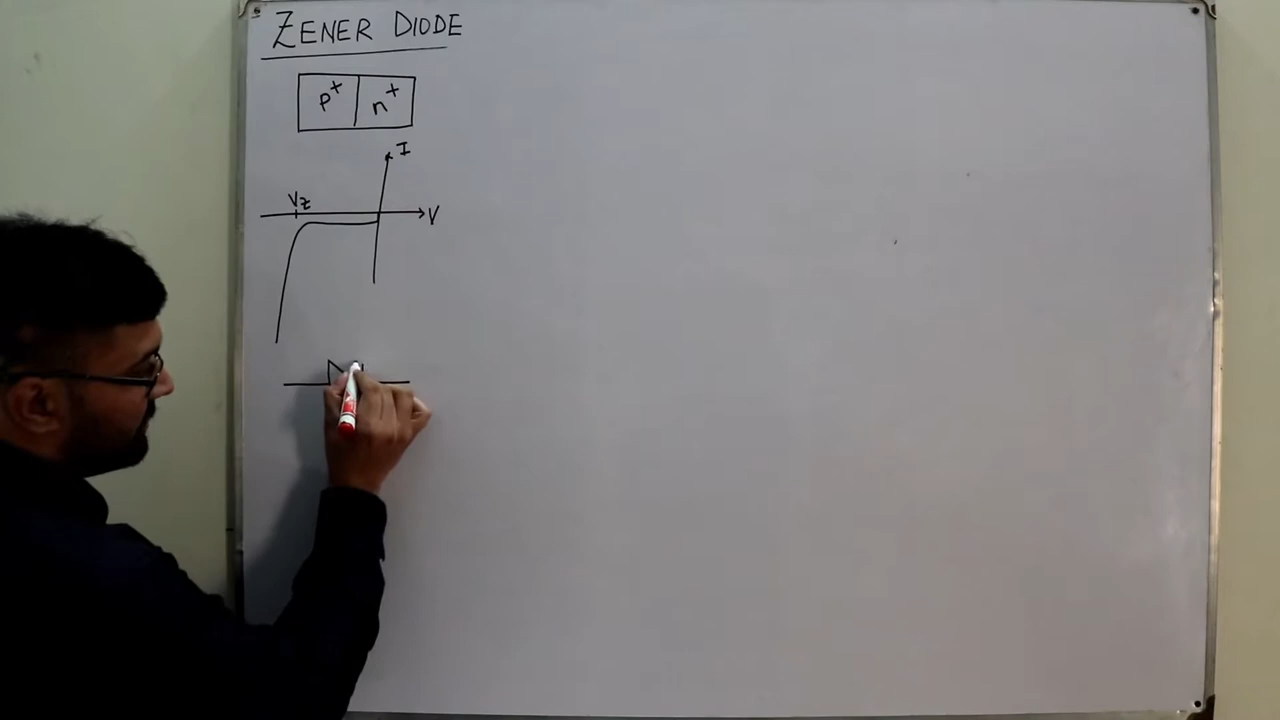 ZENER DIODE
p+ n+
I
Vz
V